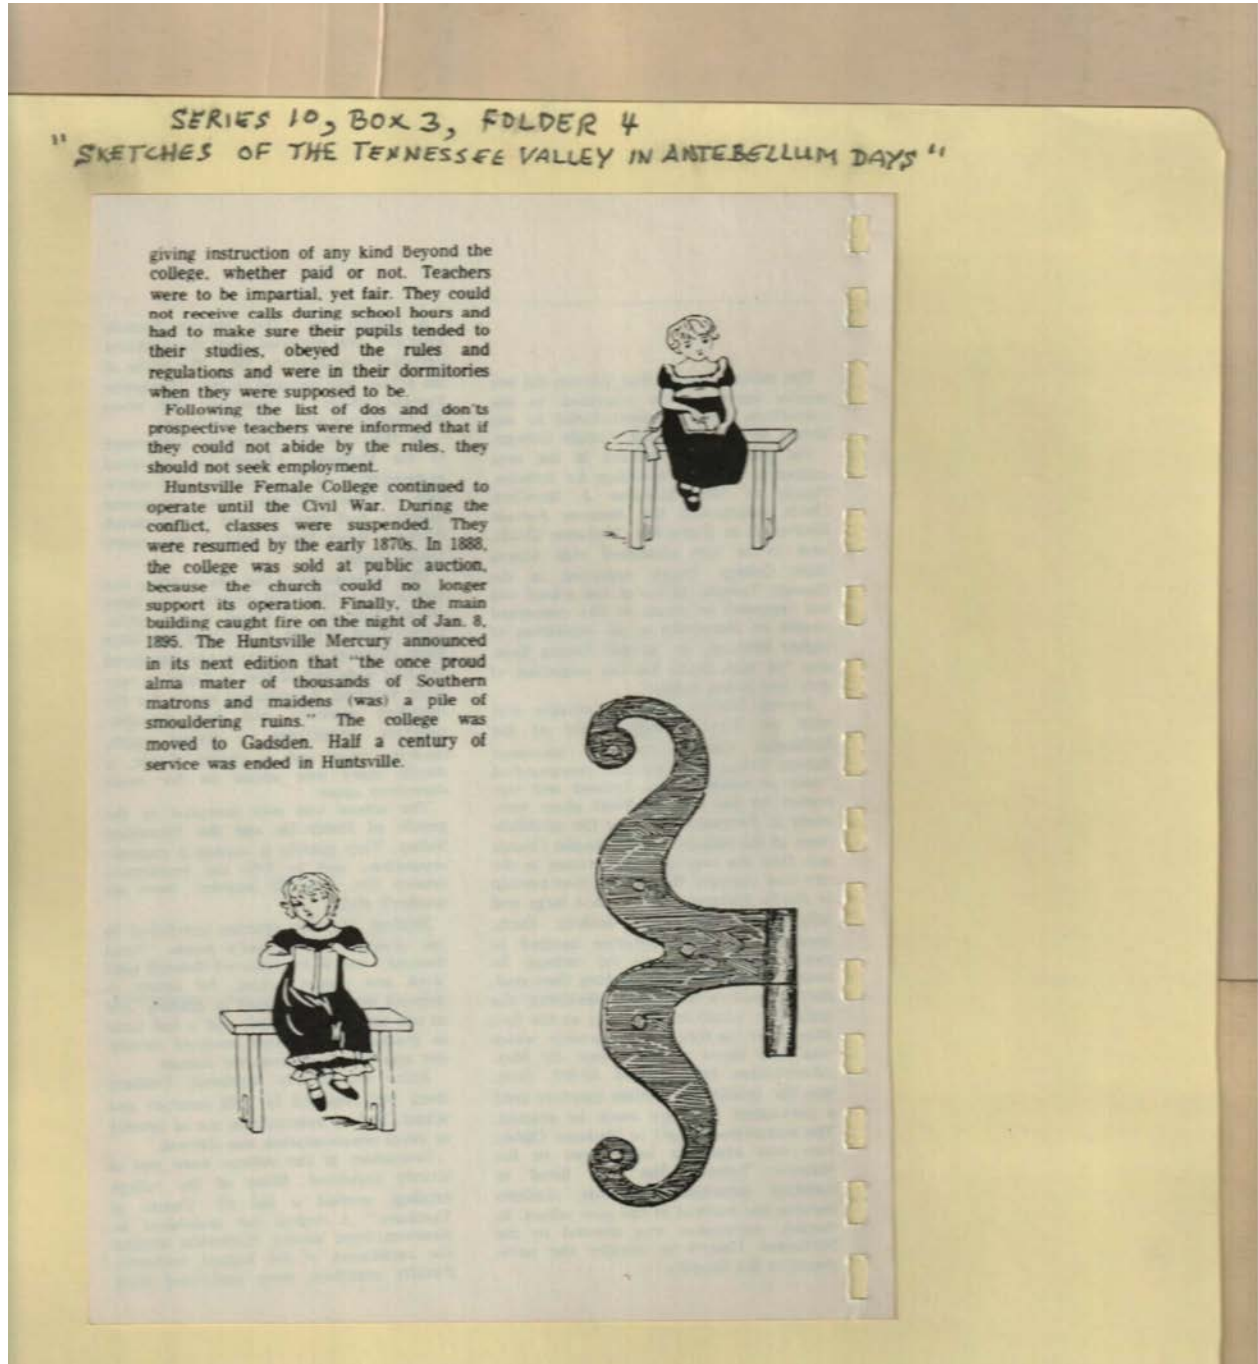 SERIES 10, BOX 3, FOLDER 4
"SKETCHES OF THE TENNESSEE VALLEY IN ANTEBELLUM DAYS"
giving instruction of any kind Beyond the
college, whether paid or not. Teachers
were to be impartial, yet fair. They could
not receive calls during school hours and
had to make sure their pupils tended to
their studies, obeyed the rules and
regulations and were in their dormitories
when they were supposed to be.
Following the list of dos and don'ts
prospective teachers were informed that if
they could not abide by the rules, they
should not seek employment.
Huntsville Female College continued to
operate until the Civil War. During the
conflict, classes were suspended. They
were resumed by the early 1870s. In 1888,
the college was sold at public auction,
because the church could no longer
support its operation. Finally, the main
building caught fire on the night of Jan. 8,
1895. The Huntsville Mercury announced
in its next edition that "the once proud
alma mater of thousands of Southern
matrons and maidens (was) a pile of
smouldering ruins." The college was
moved to Gadsden. Half a century of
service was ended in Huntsville.